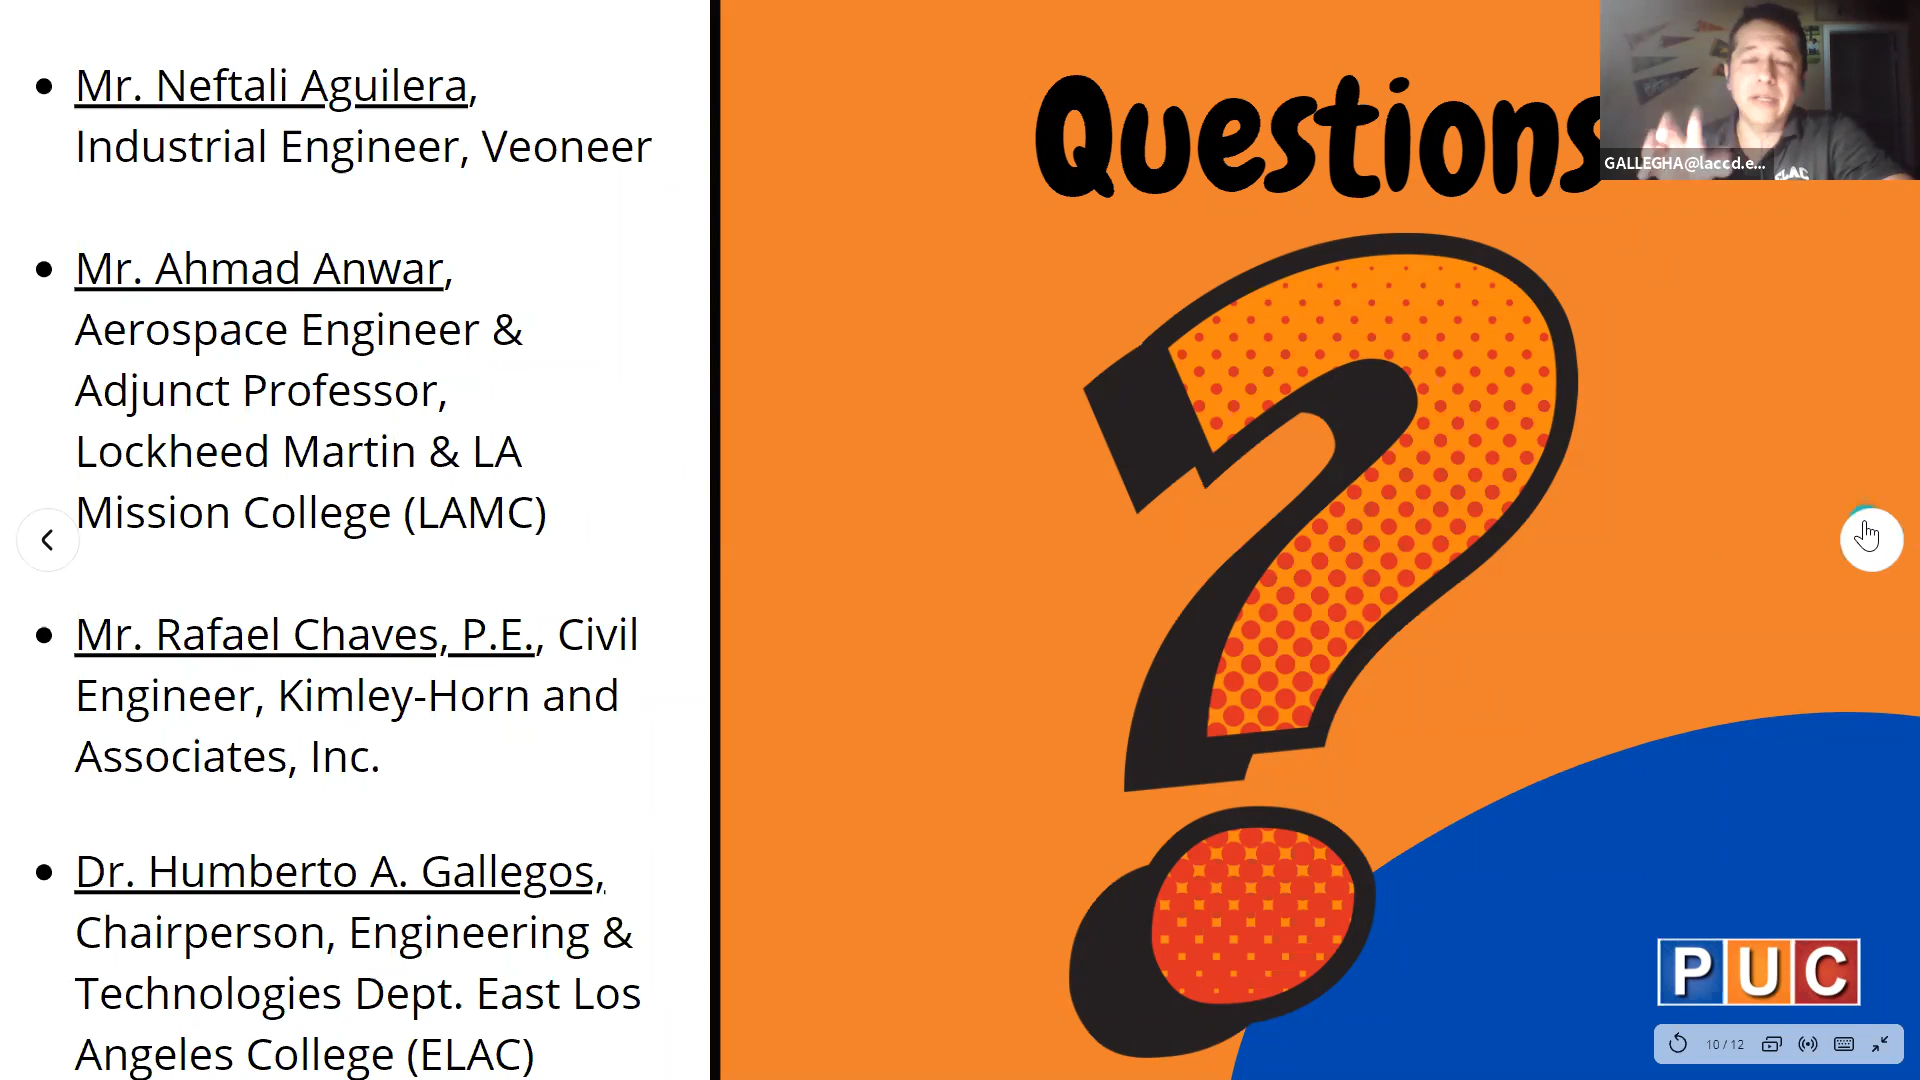 Mr. Neftali Aguilera,
Industrial Engineer, Veoneer
Mr. Ahmad Anwar,
Aerospace Engineer &
Adjunct Professor,
Lockheed Martin & LA
Mission College (LAMC)
Mr. Rafael Chaves, P.E., Civil
Engineer, Kimley-Horn and
Associates, Inc.
Dr. Humberto A. Gallegos,
Chairperson, Engineering &
Technologies Dept. East Los
Angeles College (ELAC)
Questions
?
GALLEGHA@laccd.e...
ELAC
PUC
10 / 12